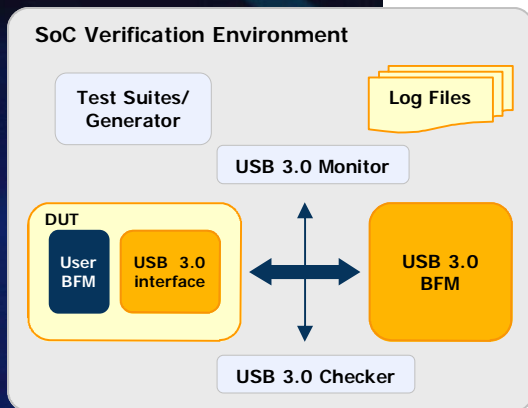 SoC Verification Environment
Test Suites/
Generator
Log Files
USB 3.0 Monitor
DUT
User
BFM
USB 3.0
interface
USB 3.0
BFM
USB 3.0 Checker